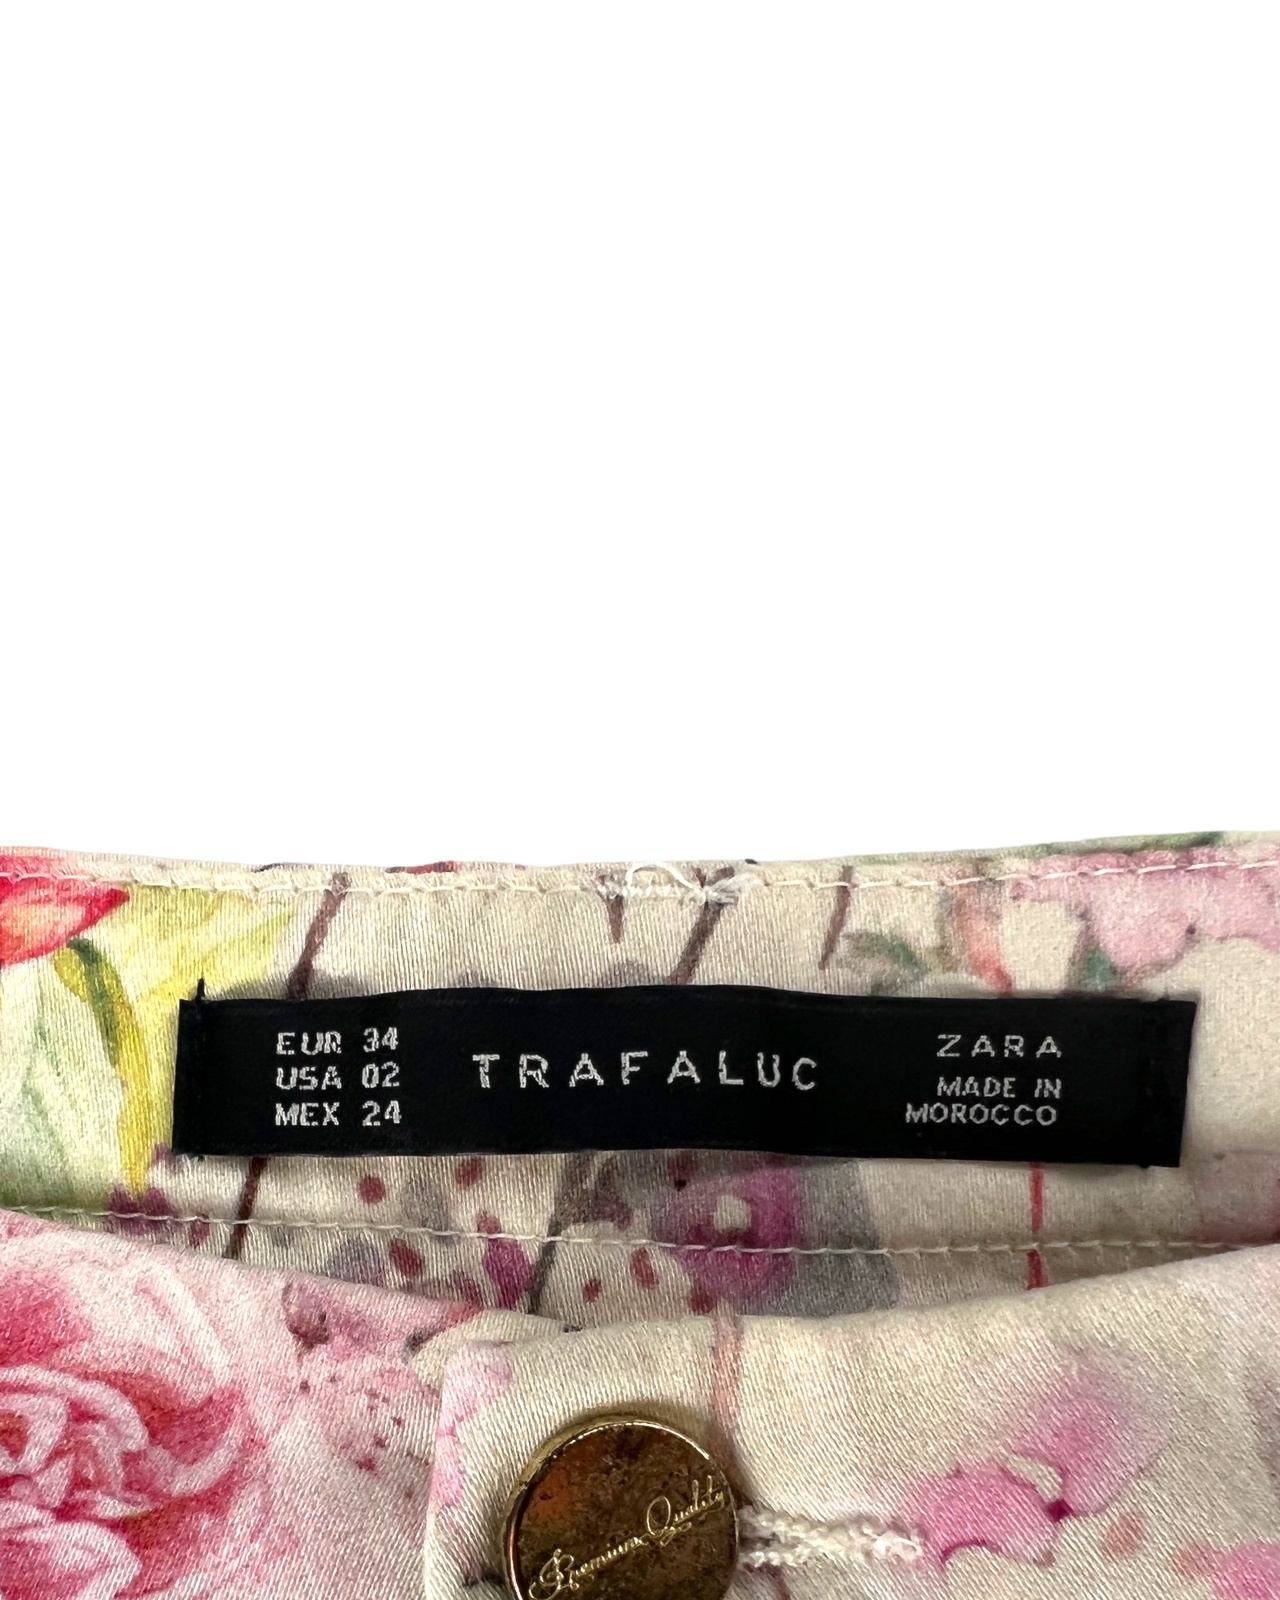 EUR 34
USA 02
MEX 24
TRAFALUC
ZARA
MADE IN
MOROCCO
Premium Quality